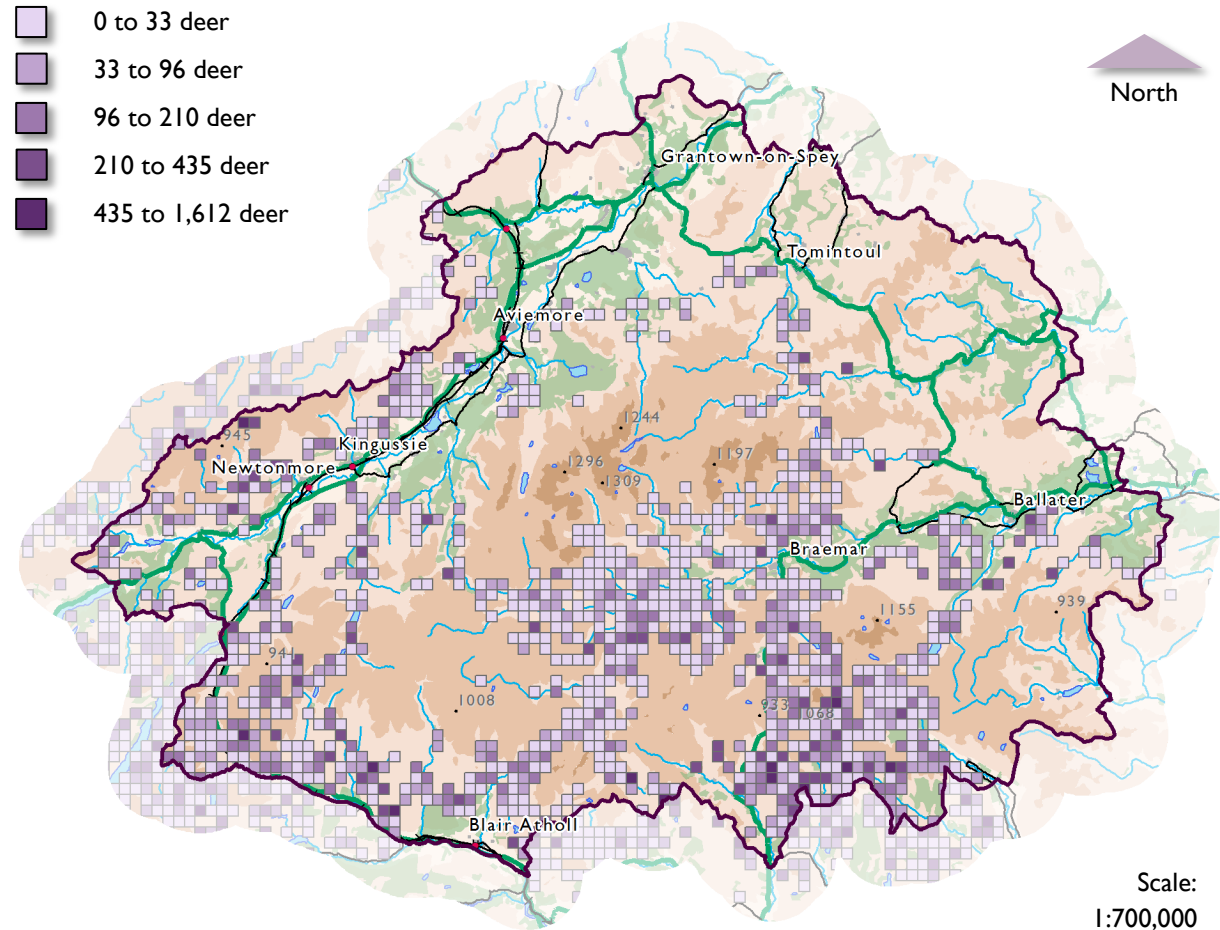 0 to 33 deer
33 to 96 deer
96 to 210 deer
210 to 435 deer
435 to 1,612 deer
North
Grantown-on-Spey
Tomintoul
Aviemore
1244
945
Kingussie
1197
Newtonmore
1296
1309
Ballater
Braemar
939
1155
941
1008
933
1068
Blair Atholl
Scale:
1:700,000